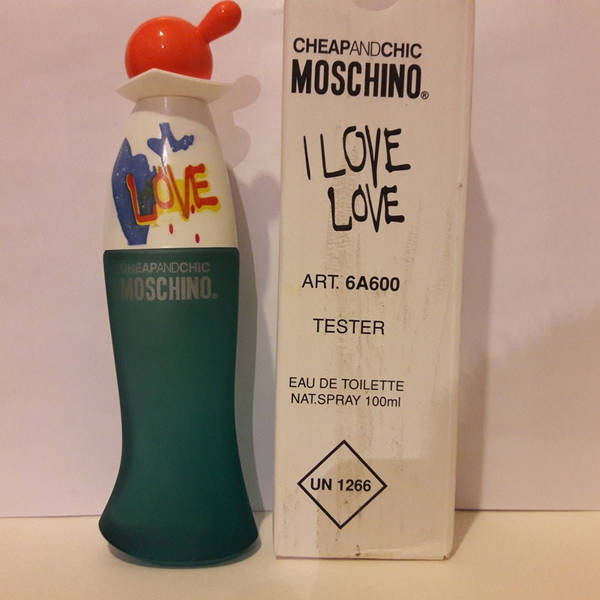 LOVE
CHEAPANDCHIC
MOSCHINO®
CHEAPANDCHIC
MOSCHINO®
I LOVE
LOVE
ART. 6A600
TESTER
EAU DE TOILETTE
NAT.SPRAY 100ml
UN 1266